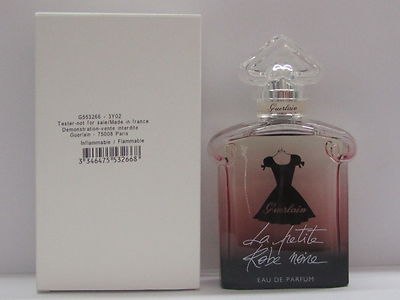 G553266 - 3Y02
Tester-not for sale/Made in france
Demonstration-vente interdite
Guerlain - 75008 Paris
Inflammable / Flammable
3 346475 532668
Guerlain
Guerlain
La petite
Robe noire
EAU DE PARFUM